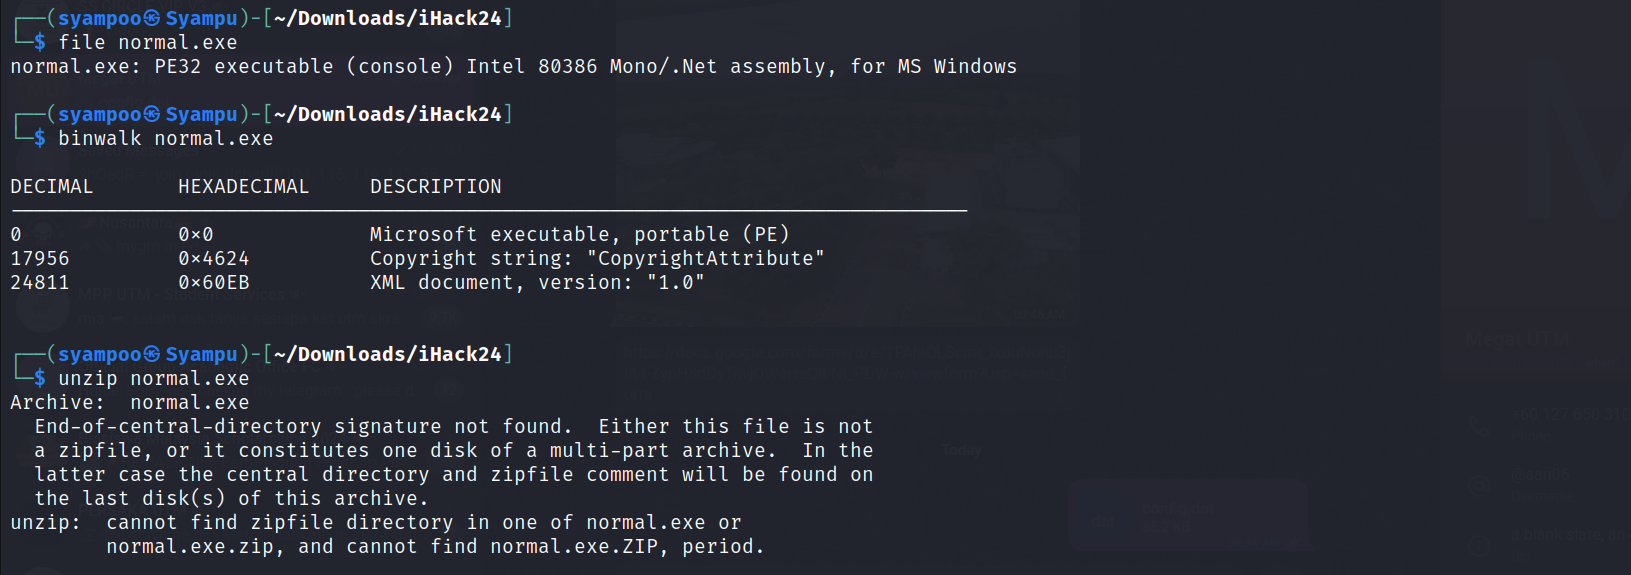 ┌──(syampoo㉿Syampu)-[~/Downloads/iHack24]
└─$ file normal.exe
normal.exe: PE32 executable (console) Intel 80386 Mono/.Net assembly, for MS Windows
┌──(syampoo㉿Syampu)-[~/Downloads/iHack24]
└─$ binwalk normal.exe
DECIMAL       HEXADECIMAL     DESCRIPTION
--------------------------------------------------------------------------------
0             0x0             Microsoft executable, portable (PE)
17956         0x4624          Copyright string: "CopyrightAttribute"
24811         0x60EB          XML document, version: "1.0"
┌──(syampoo㉿Syampu)-[~/Downloads/iHack24]
└─$ unzip normal.exe
Archive:  normal.exe
  End-of-central-directory signature not found.  Either this file is not
  a zipfile, or it constitutes one disk of a multi-part archive.  In the
  latter case the central directory and zipfile comment will be found on
  the last disk(s) of this archive.
unzip:  cannot find zipfile directory in one of normal.exe or
        normal.exe.zip, and cannot find normal.exe.ZIP, period.
Today